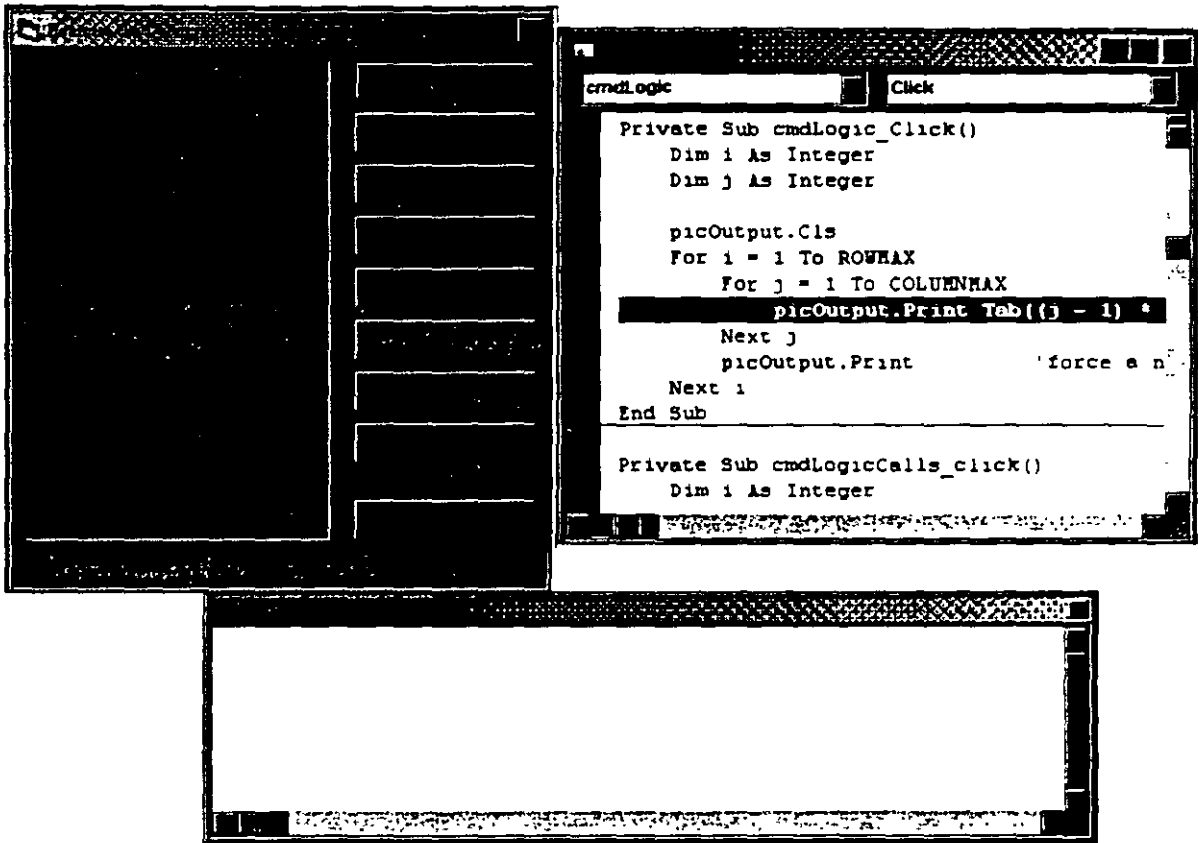 cmdLogic Click
Private Sub cmdLogic_Click()
Dim i As Integer
Dim j As Integer
picOutput.Cls
For i = 1 To ROWMAX
For j = 1 To COLUMNMAX
picOutput.Print Tab((j - 1) *
Next j
picOutput.Print 'force a n
Next i
End Sub
Private Sub cmdLogicCalls_click()
Dim i As Integer